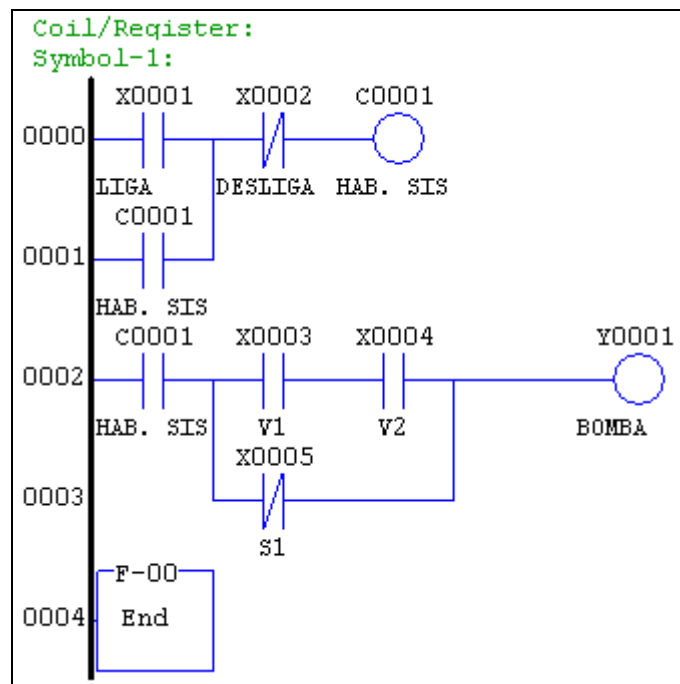 Coil/Register:
Symbol-1:
X0001 X0002 C0001
0000
LIGA DESLIGA HAB. SIS
C0001
0001
HAB. SIS
C0001 X0003 X0004 Y0001
0002
HAB. SIS V1 V2 BOMBA
X0005
0003
S1
F-00
0004 End